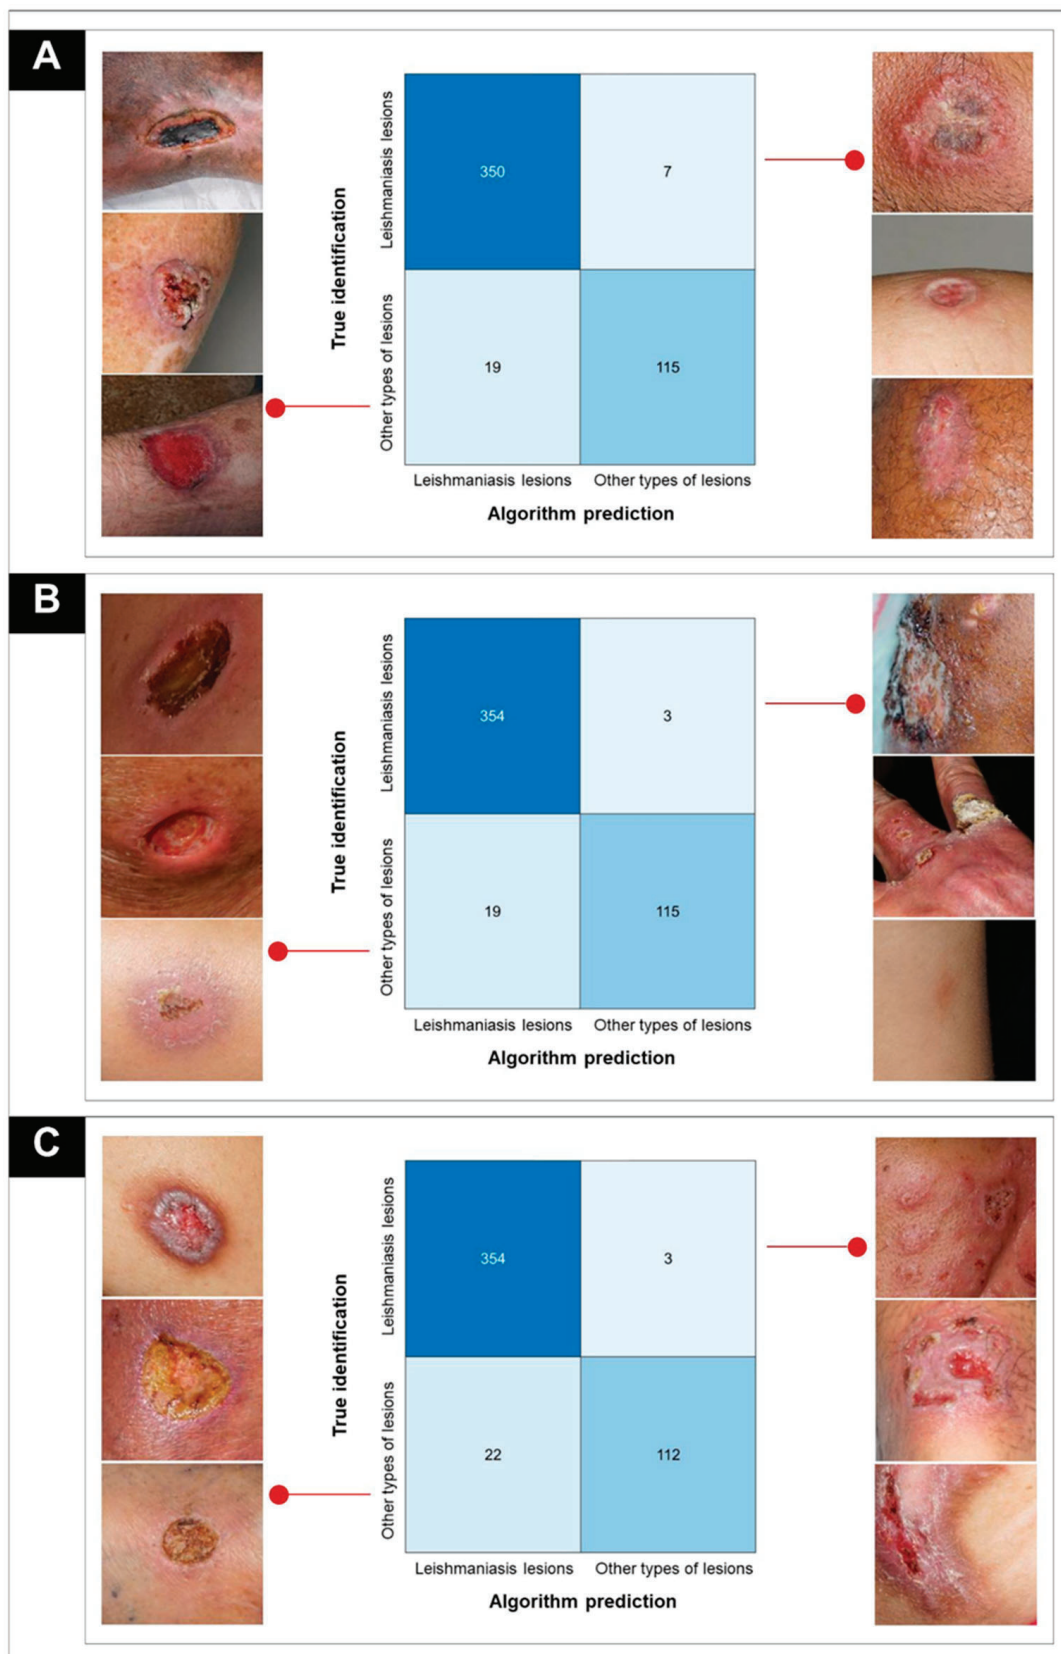 A
True identification
Leishmaniasis lesions
Other types of lesions
350
7
19
115
Leishmaniasis lesions
Other types of lesions
Algorithm prediction
B
True identification
Leishmaniasis lesions
Other types of lesions
354
3
19
115
Leishmaniasis lesions
Other types of lesions
Algorithm prediction
C
True identification
Leishmaniasis lesions
Other types of lesions
354
3
22
112
Leishmaniasis lesions
Other types of lesions
Algorithm prediction